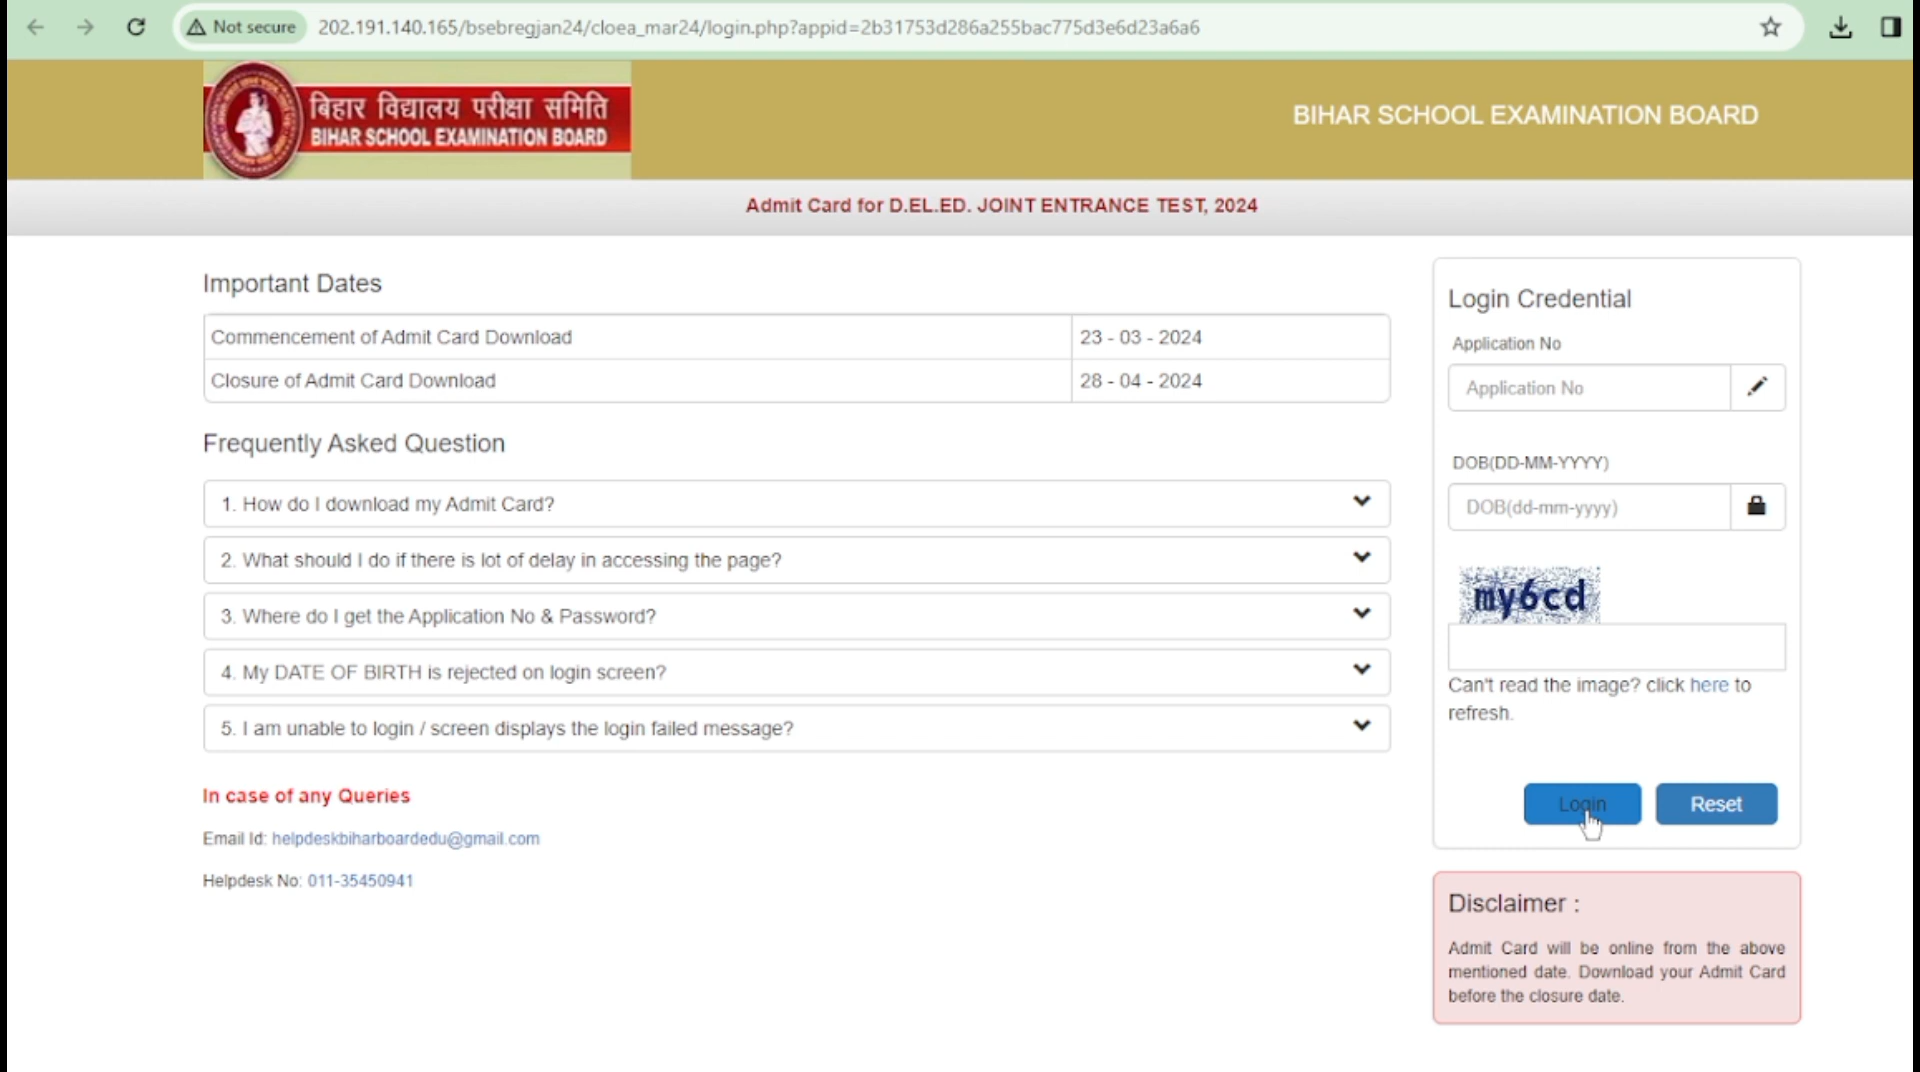 Not secure 202.191.140.165/bsebregjan24/cloea_mar24/login.php?appid=2b31753d286a255bac775d3e6d23a6a6
बिहार विद्यालय परीक्षा समिति
BIHAR SCHOOL EXAMINATION BOARD
BIHAR SCHOOL EXAMINATION BOARD
Admit Card for D.EL.ED. JOINT ENTRANCE TEST, 2024
Important Dates
Commencement of Admit Card Download 23 - 03 - 2024
Closure of Admit Card Download 28 - 04 - 2024
Frequently Asked Question
1. How do I download my Admit Card?
2. What should I do if there is lot of delay in accessing the page?
3. Where do I get the Application No & Password?
4. My DATE OF BIRTH is rejected on login screen?
5. I am unable to login / screen displays the login failed message?
In case of any Queries
Email Id: helpdeskbiharboardedu@gmail.com
Helpdesk No: 011-35450941
Login Credential
Application No
Application No
DOB(DD-MM-YYYY)
DOB(dd-mm-yyyy)
my6cd
Can't read the image? click here to
refresh.
Login Reset
Disclaimer :
Admit Card will be online from the above
mentioned date. Download your Admit Card
before the closure date.